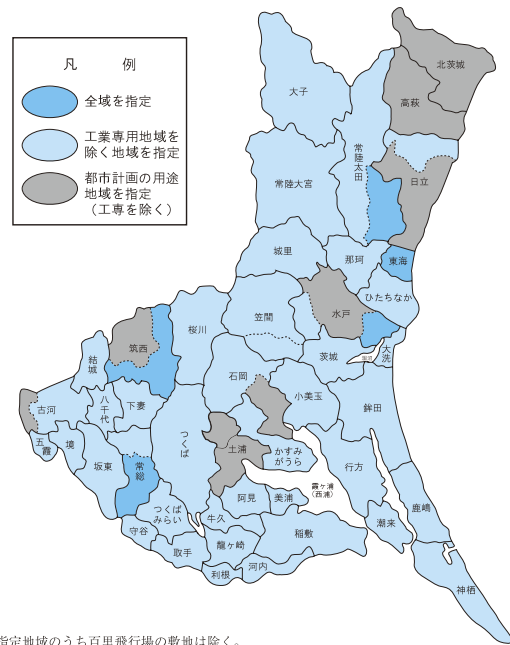 凡 例
全域を指定
工業専用地域を
除く地域を指定
都市計画の用途
地域を指定
(工専を除く)
北茨城
大子
高萩
常陸太田
日立
常陸大宮
城里
那珂
東海
ひたちなか
水戸
笠間
桜川
筑西
茨城
大洗
涸沼
結城
石岡
小美玉
鉾田
古河
八千代
下妻
つくば
土浦
かすみ
がうら
五霞
境
坂東
常総
行方
霞ヶ浦
(西浦)
つくば
みらい
阿見
美浦
鹿嶋
守谷
牛久
稲敷
潮来
取手
龍ヶ崎
利根
河内
神栖
指定地域のうち百里飛行場の敷地は除く。